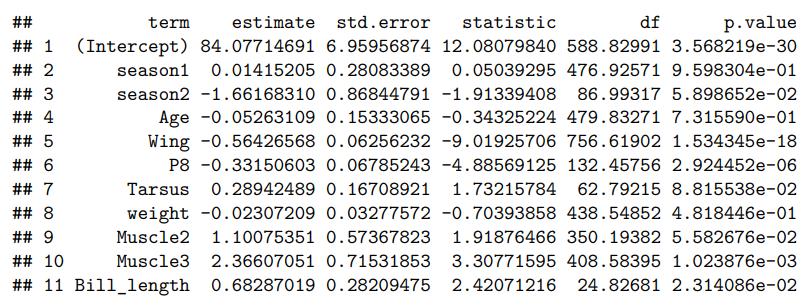 ##           term    estimate  std.error   statistic        df      p.value
## 1  (Intercept) 84.07714691 6.95956874 12.08079840 588.82991 3.568219e-30
## 2      season1  0.01415205 0.28083389  0.05039295 476.92571 9.598304e-01
## 3      season2 -1.66168310 0.86844791 -1.91339408  86.99317 5.898652e-02
## 4          Age -0.05263109 0.15333065 -0.34325224 479.83271 7.315590e-01
## 5         Wing -0.56426568 0.06256232 -9.01925706 756.61902 1.534345e-18
## 6           P8 -0.33150603 0.06785243 -4.88569125 132.45756 2.924452e-06
## 7       Tarsus  0.28942489 0.16708921  1.73215784  62.79215 8.815538e-02
## 8       weight -0.02307209 0.03277572 -0.70393858 438.54852 4.818446e-01
## 9      Muscle2  1.10075351 0.57367823  1.91876466 350.19382 5.582676e-02
## 10     Muscle3  2.36607051 0.71531853  3.30771595 408.58395 1.023876e-03
## 11 Bill_length  0.68287019 0.28209475  2.42071216  24.82681 2.314086e-02